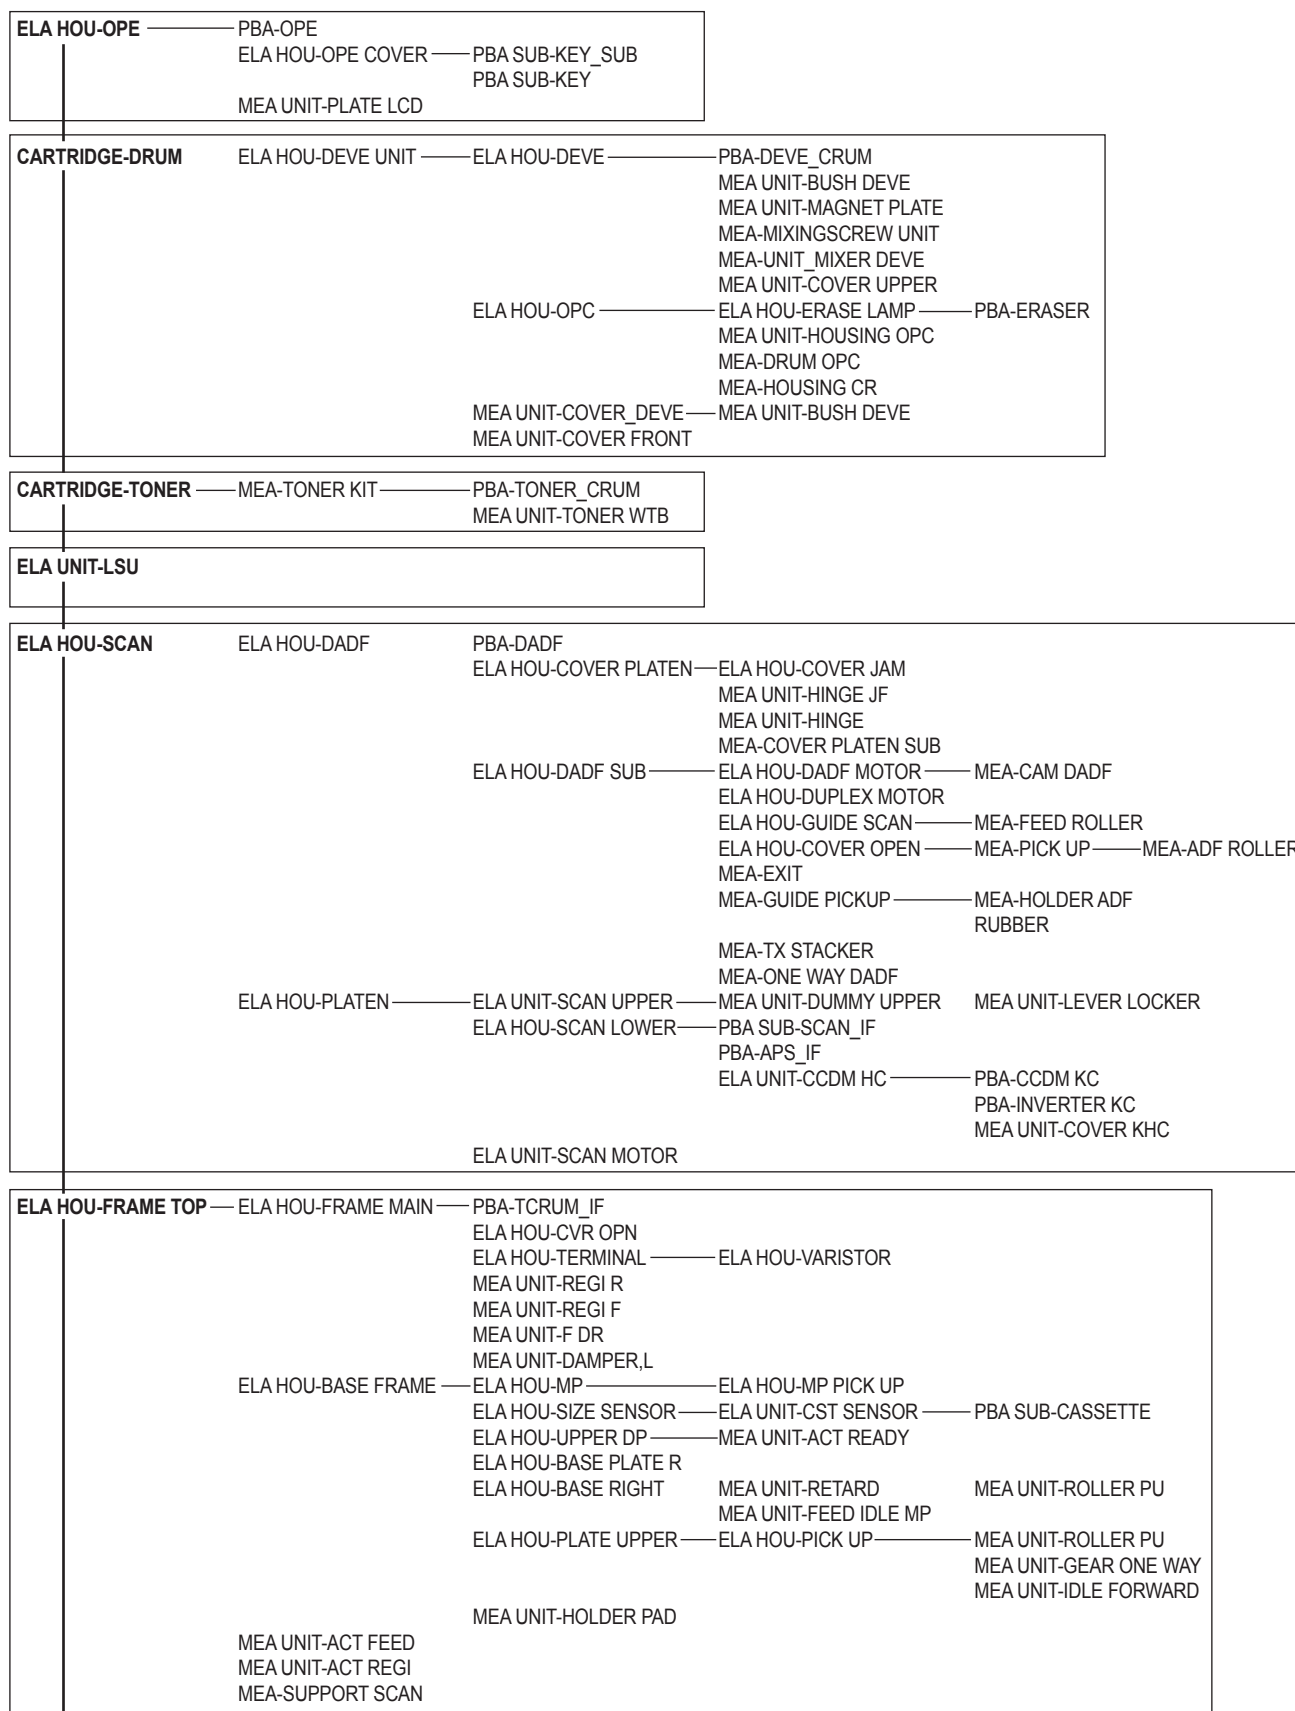 ELA HOU-OPE PBA-OPE
ELA HOU-OPE COVER PBA SUB-KEY_SUB
PBA SUB-KEY
MEA UNIT-PLATE LCD
CARTRIDGE-DRUM ELA HOU-DEVE UNIT ELA HOU-DEVE PBA-DEVE_CRUM
MEA UNIT-BUSH DEVE
MEA UNIT-MAGNET PLATE
MEA-MIXINGSCREW UNIT
MEA-UNIT_MIXER DEVE
MEA UNIT-COVER UPPER
ELA HOU-OPC ELA HOU-ERASE LAMP PBA-ERASER
MEA UNIT-HOUSING OPC
MEA-DRUM OPC
MEA-HOUSING CR
MEA UNIT-COVER_DEVE MEA UNIT-BUSH DEVE
MEA UNIT-COVER FRONT
CARTRIDGE-TONER MEA-TONER KIT PBA-TONER_CRUM
MEA UNIT-TONER WTB
ELA UNIT-LSU
ELA HOU-SCAN ELA HOU-DADF PBA-DADF
ELA HOU-COVER PLATEN ELA HOU-COVER JAM
MEA UNIT-HINGE JF
MEA UNIT-HINGE
MEA-COVER PLATEN SUB
ELA HOU-DADF SUB ELA HOU-DADF MOTOR MEA-CAM DADF
ELA HOU-DUPLEX MOTOR
ELA HOU-GUIDE SCAN MEA-FEED ROLLER
ELA HOU-COVER OPEN MEA-PICK UP MEA-ADF ROLLER
MEA-EXIT
MEA-GUIDE PICKUP MEA-HOLDER ADF
RUBBER
MEA-TX STACKER
MEA-ONE WAY DADF
ELA HOU-PLATEN ELA UNIT-SCAN UPPER MEA UNIT-DUMMY UPPER MEA UNIT-LEVER LOCKER
ELA HOU-SCAN LOWER PBA SUB-SCAN_IF
PBA-APS_IF
ELA UNIT-CCDM HC PBA-CCDM KC
PBA-INVERTER KC
MEA UNIT-COVER KHC
ELA UNIT-SCAN MOTOR
ELA HOU-FRAME TOP ELA HOU-FRAME MAIN PBA-TCRUM_IF
ELA HOU-CVR OPN
ELA HOU-TERMINAL ELA HOU-VARISTOR
MEA UNIT-REGI R
MEA UNIT-REGI F
MEA UNIT-F DR
MEA UNIT-DAMPER,L
ELA HOU-BASE FRAME ELA HOU-MP ELA HOU-MP PICK UP
ELA HOU-SIZE SENSOR ELA UNIT-CST SENSOR PBA SUB-CASSETTE
ELA HOU-UPPER DP MEA UNIT-ACT READY
ELA HOU-BASE PLATE R
ELA HOU-BASE RIGHT MEA UNIT-RETARD MEA UNIT-ROLLER PU
MEA UNIT-FEED IDLE MP
ELA HOU-PLATE UPPER ELA HOU-PICK UP MEA UNIT-ROLLER PU
MEA UNIT-GEAR ONE WAY
MEA UNIT-IDLE FORWARD
MEA UNIT-HOLDER PAD
MEA UNIT-ACT FEED
MEA UNIT-ACT REGI
MEA-SUPPORT SCAN